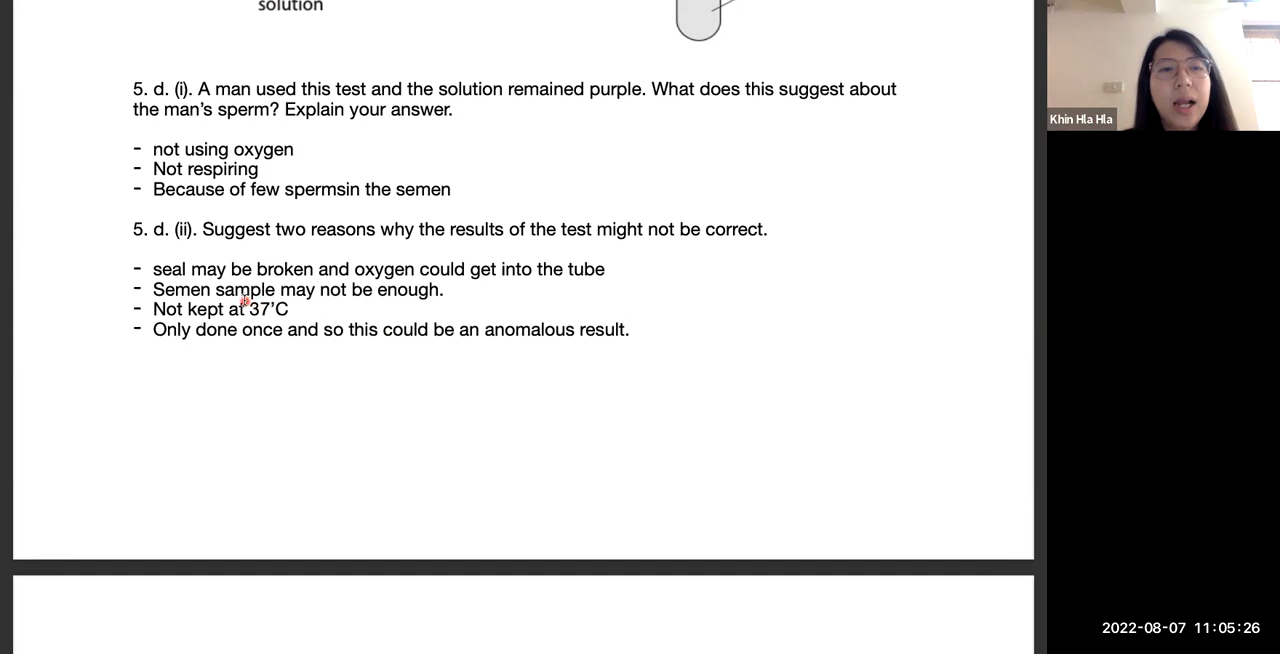 solution
5. d. (i). A man used this test and the solution remained purple. What does this suggest about
the man's sperm? Explain your answer.
- not using oxygen
- Not respiring
- Because of few spermsin the semen
5. d. (ii). Suggest two reasons why the results of the test might not be correct.
- seal may be broken and oxygen could get into the tube
- Semen sample may not be enough.
- Not kept at 37'C
- Only done once and so this could be an anomalous result.
Khin Hla Hla
2022-08-07 11:05:26